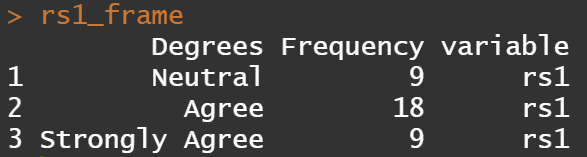 > rs1_frame
Degrees Frequency variable
1 Neutral 9 rs1
2 Agree 18 rs1
3 Strongly Agree 9 rs1